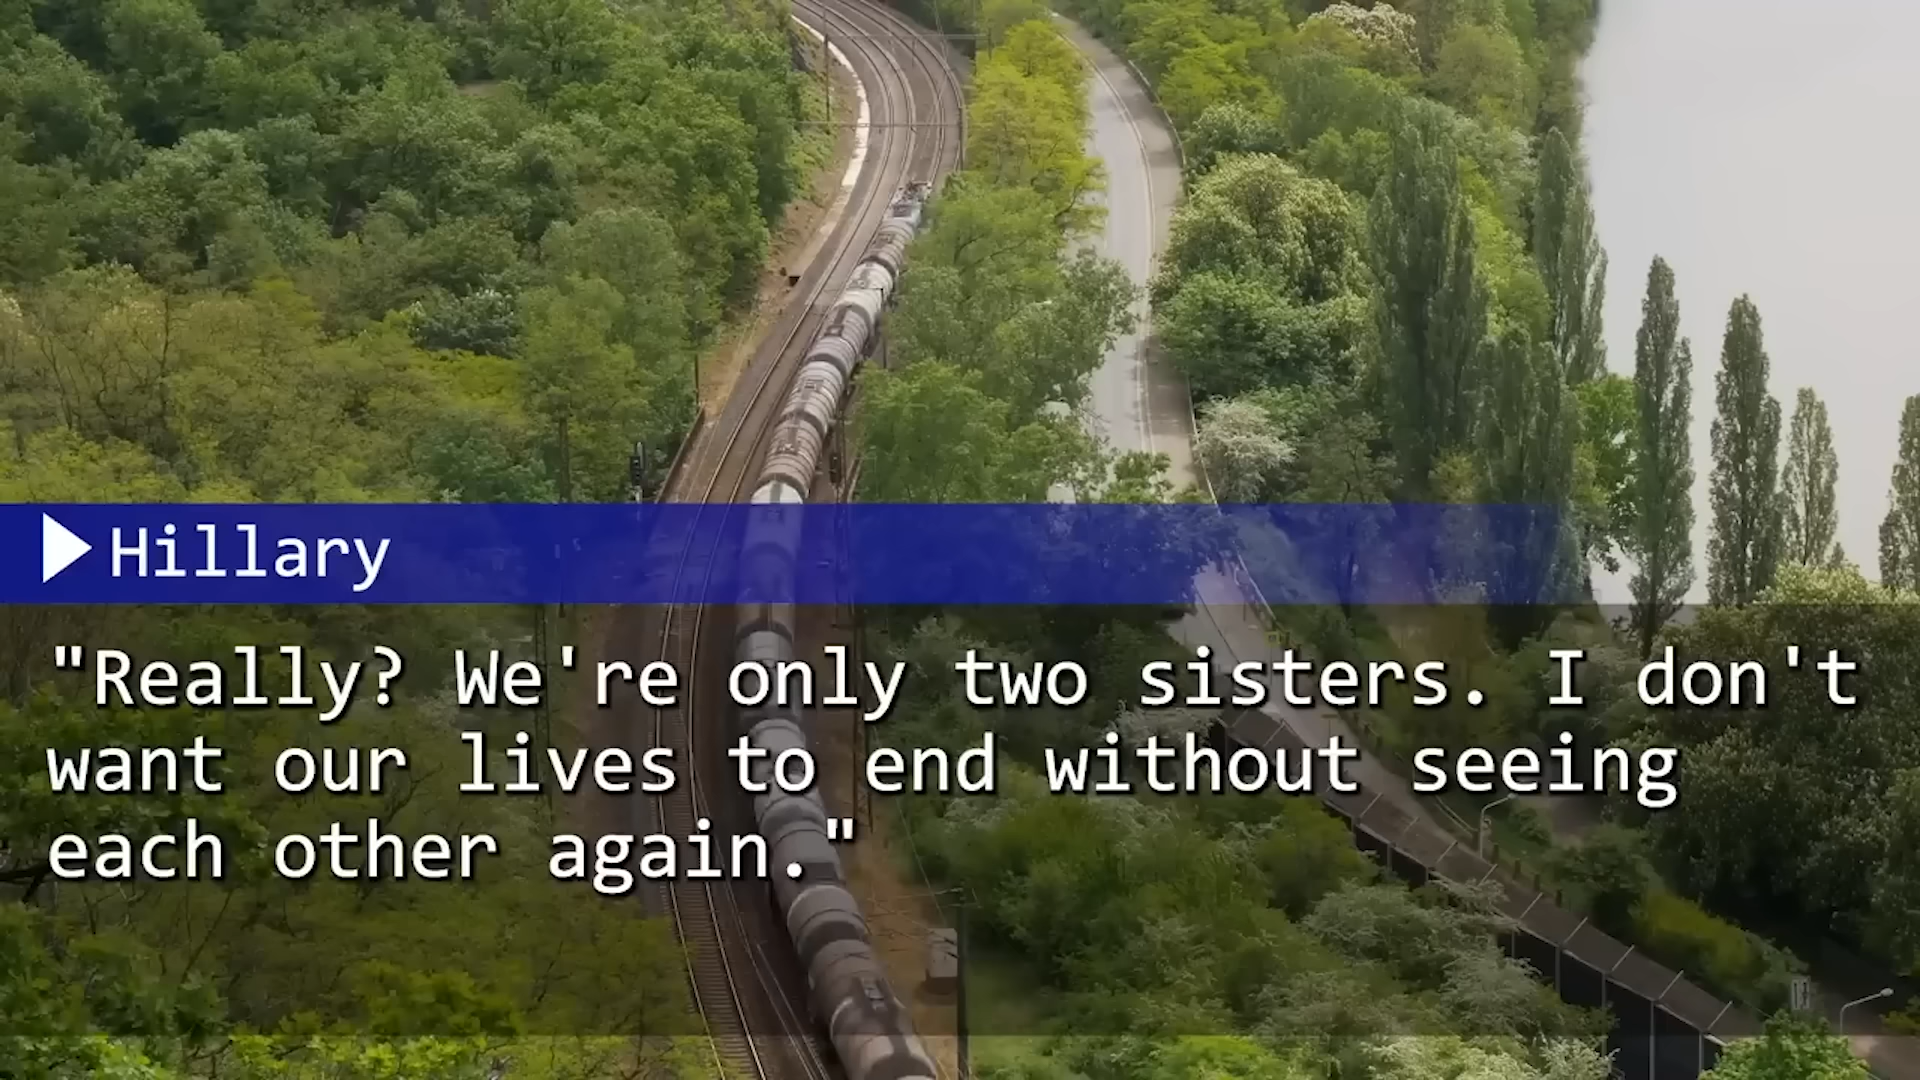 Hillary
"Really? We're only two sisters. I don't
want our lives to end without seeing
each other again."